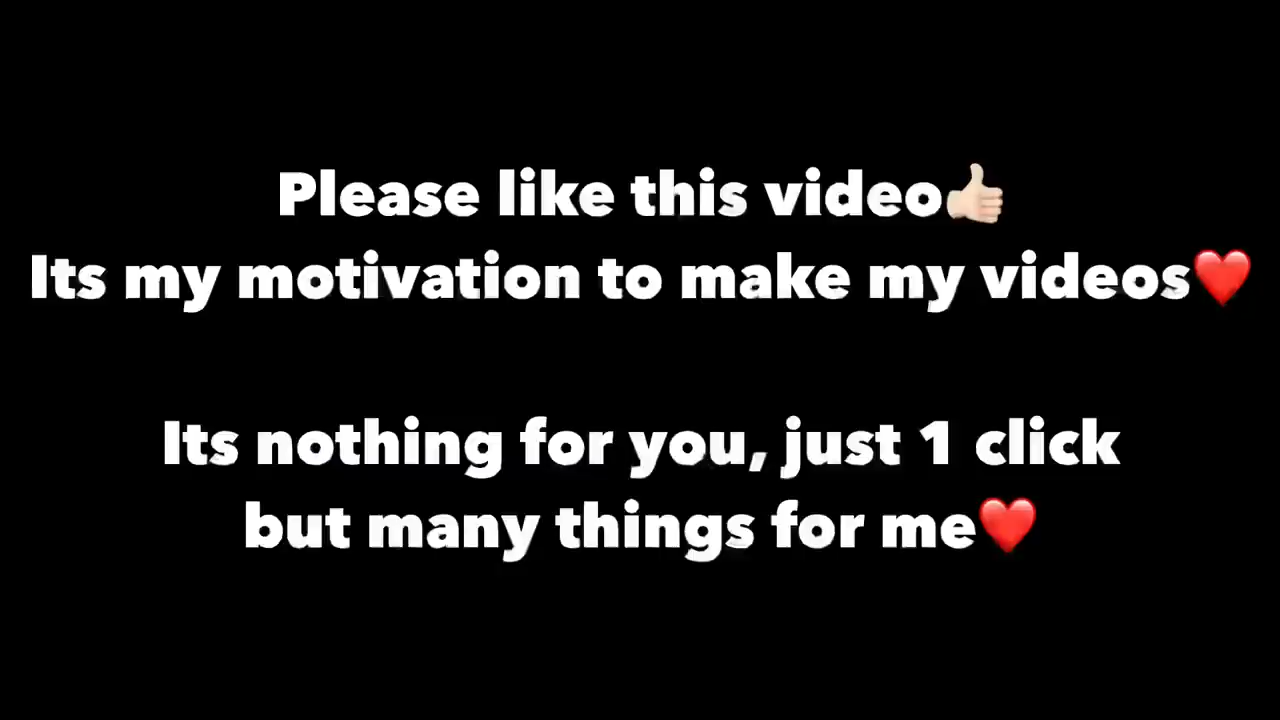 Please like this video👍🏻
Its my motivation to make my videos❤️
Its nothing for you, just 1 click
but many things for me❤️